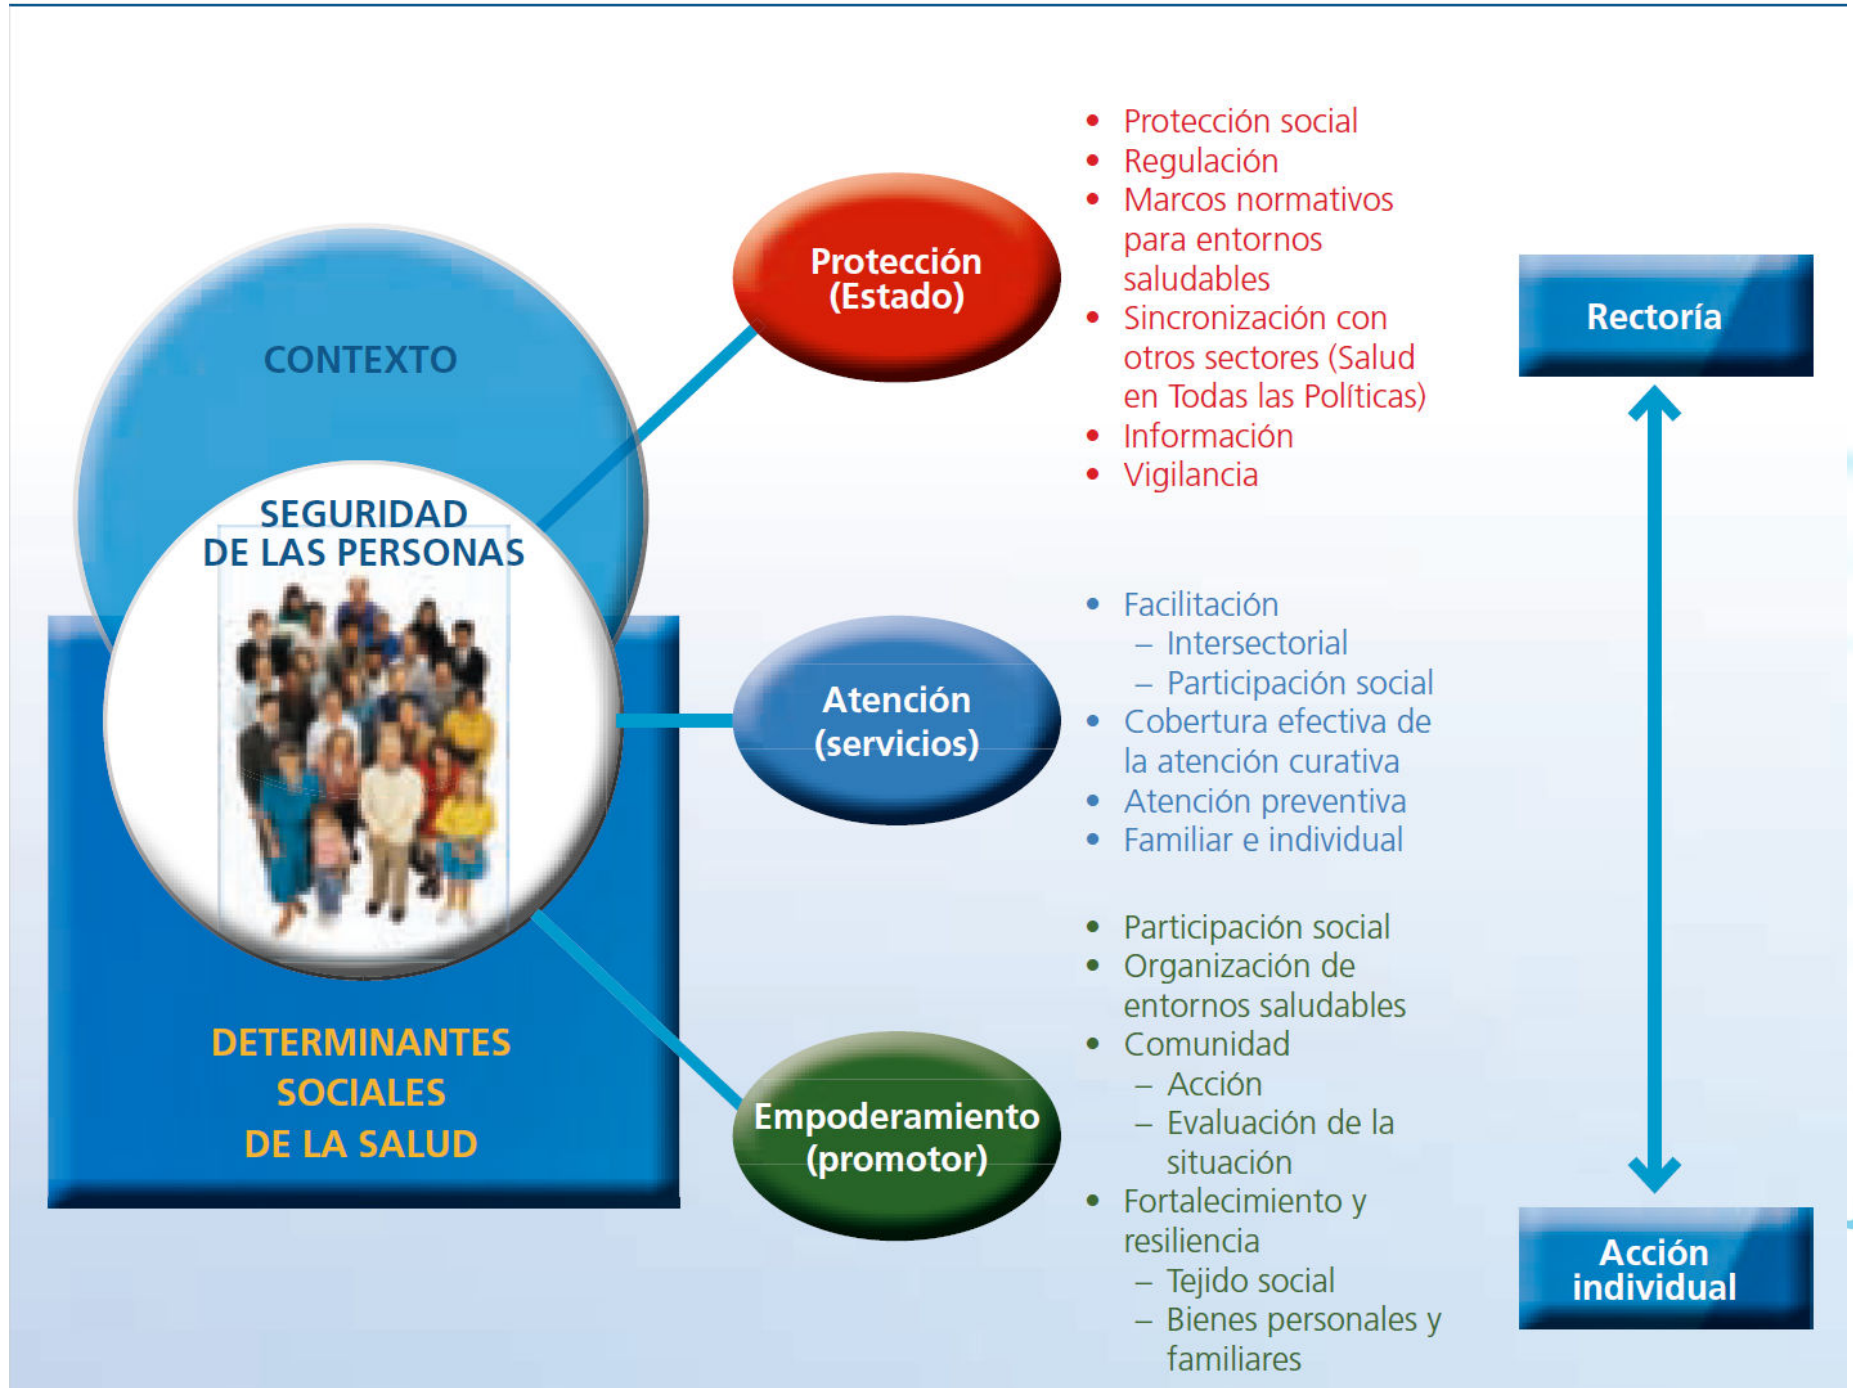 CONTEXTO
SEGURIDAD
DE LAS PERSONAS
DETERMINANTES
SOCIALES
DE LA SALUD
Protección
(Estado)
• Protección social
• Regulación
• Marcos normativos
para entornos
saludables
• Sincronización con
otros sectores (Salud
en Todas las Políticas)
• Información
• Vigilancia
Atención
(servicios)
• Facilitación
– Intersectorial
– Participación social
• Cobertura efectiva de
la atención curativa
• Atención preventiva
• Familiar e individual
Empoderamiento
(promotor)
• Participación social
• Organización de
entornos saludables
• Comunidad
– Acción
– Evaluación de la
situación
• Fortalecimiento y
resiliencia
– Tejido social
– Bienes personales y
familiares
Rectoría
Acción
individual